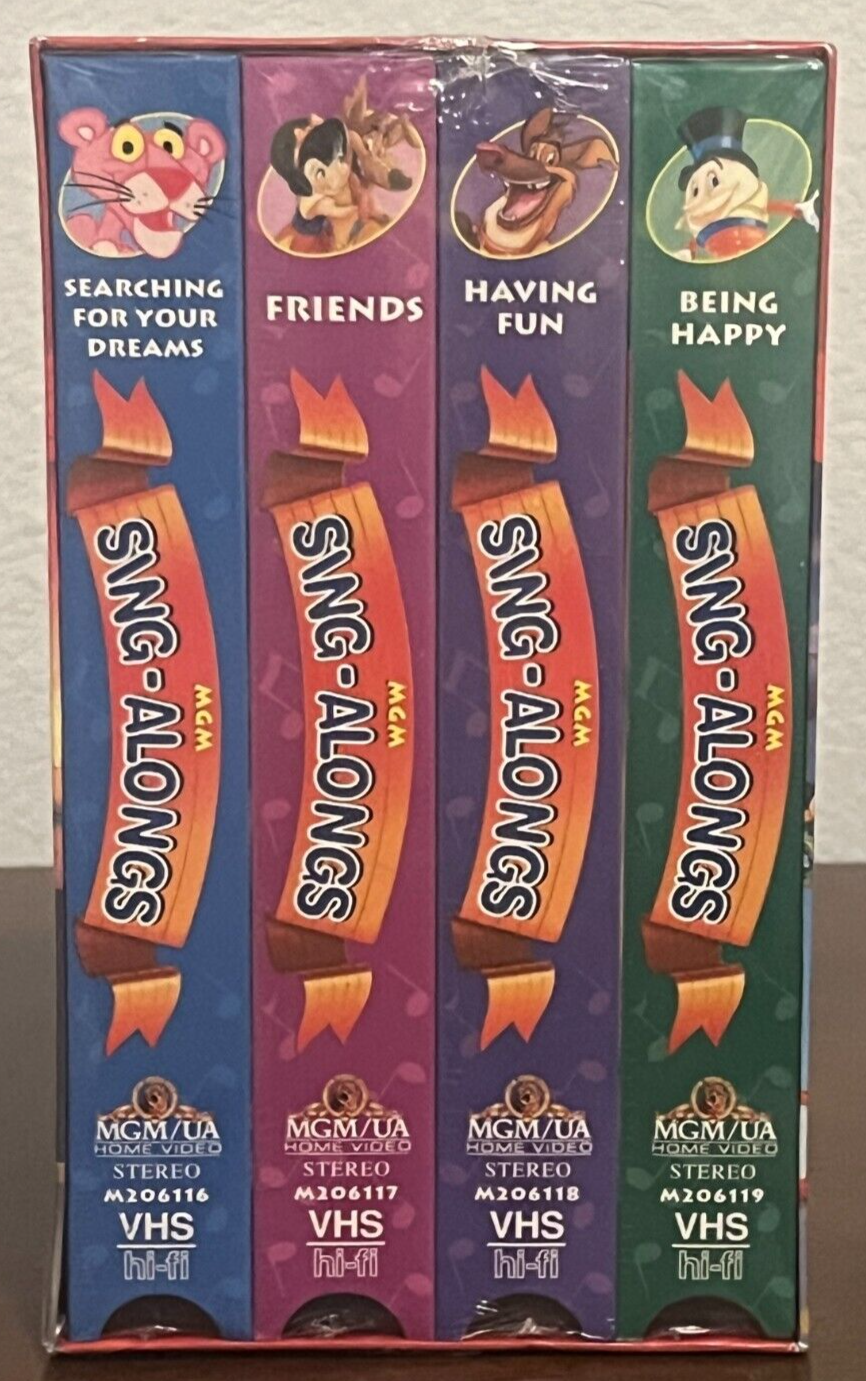 SEARCHING
FOR YOUR
DREAMS
MGM
SING-ALONGS
MGM/UA
HOME VIDEO
STEREO
M206116
VHS
hi-fi
FRIENDS
MGM
SING-ALONGS
MGM/UA
HOME VIDEO
STEREO
M206117
VHS
hi-fi
HAVING
FUN
MGM
SING-ALONGS
MGM/UA
HOME VIDEO
STEREO
M206118
VHS
hi-fi
BEING
HAPPY
MGM
SING-ALONGS
MGM/UA
HOME VIDEO
STEREO
M206119
VHS
hi-fi